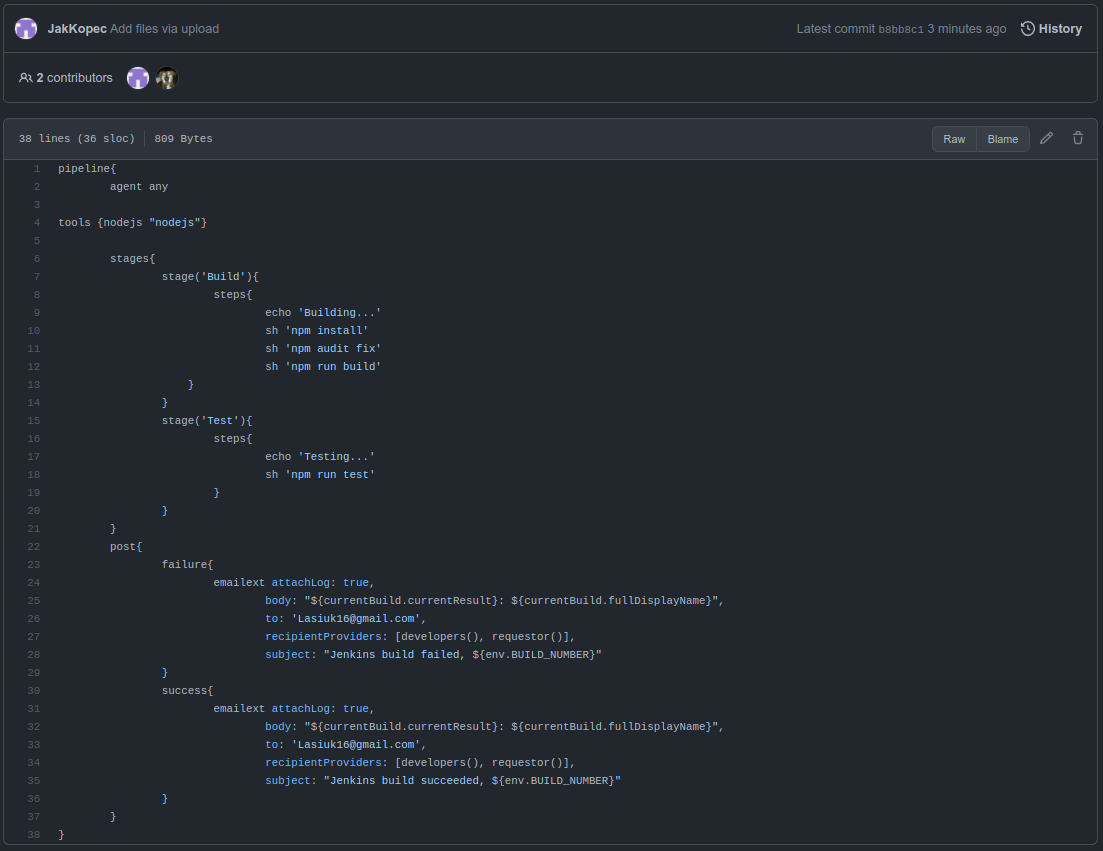 JakKopec Add files via upload Latest commit b8bb8c1 3 minutes ago History
2 contributors
38 lines (36 sloc) 809 Bytes Raw Blame
1 pipeline{
2 agent any
3
4 tools {nodejs "nodejs"}
5
6 stages{
7 stage('Build'){
8 steps{
9 echo 'Building...'
10 sh 'npm install'
11 sh 'npm audit fix'
12 sh 'npm run build'
13 }
14 }
15 stage('Test'){
16 steps{
17 echo 'Testing...'
18 sh 'npm run test'
19 }
20 }
21 }
22 post{
23 failure{
24 emailext attachLog: true,
25 body: "${currentBuild.currentResult}: ${currentBuild.fullDisplayName}",
26 to: 'Lasiuk16@gmail.com',
27 recipientProviders: [developers(), requestor()],
28 subject: "Jenkins build failed, ${env.BUILD_NUMBER}"
29 }
30 success{
31 emailext attachLog: true,
32 body: "${currentBuild.currentResult}: ${currentBuild.fullDisplayName}",
33 to: 'Lasiuk16@gmail.com',
34 recipientProviders: [developers(), requestor()],
35 subject: "Jenkins build succeeded, ${env.BUILD_NUMBER}"
36 }
37 }
38 }